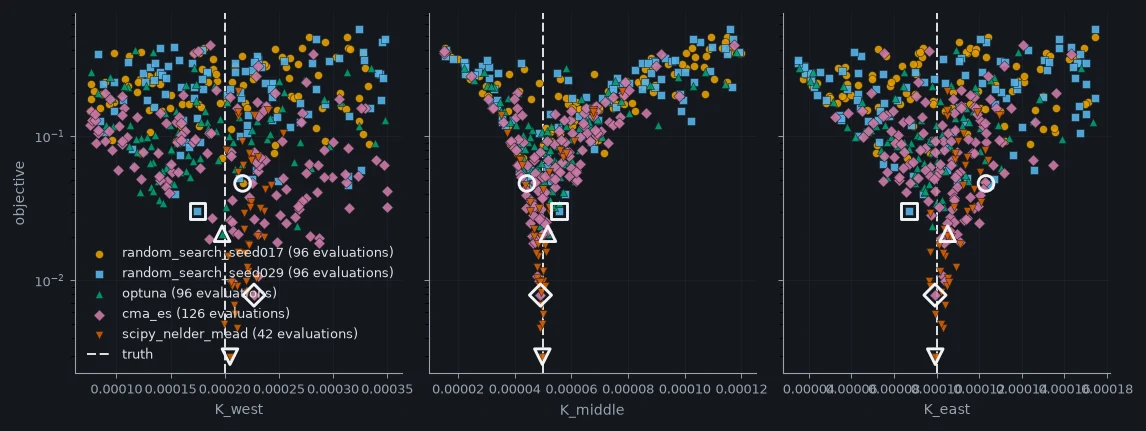 objective
10⁻¹
10⁻²
random_search_seed017 (96 evaluations)
random_search_seed029 (96 evaluations)
optuna (96 evaluations)
cma_es (126 evaluations)
scipy_nelder_mead (42 evaluations)
truth
0.00010 0.00015 0.00020 0.00025 0.00030 0.00035
K_west
0.00002 0.00004 0.00006 0.00008 0.00010 0.00012
K_middle
0.00004 0.00006 0.00008 0.00010 0.00012 0.00014 0.00016 0.00018
K_east